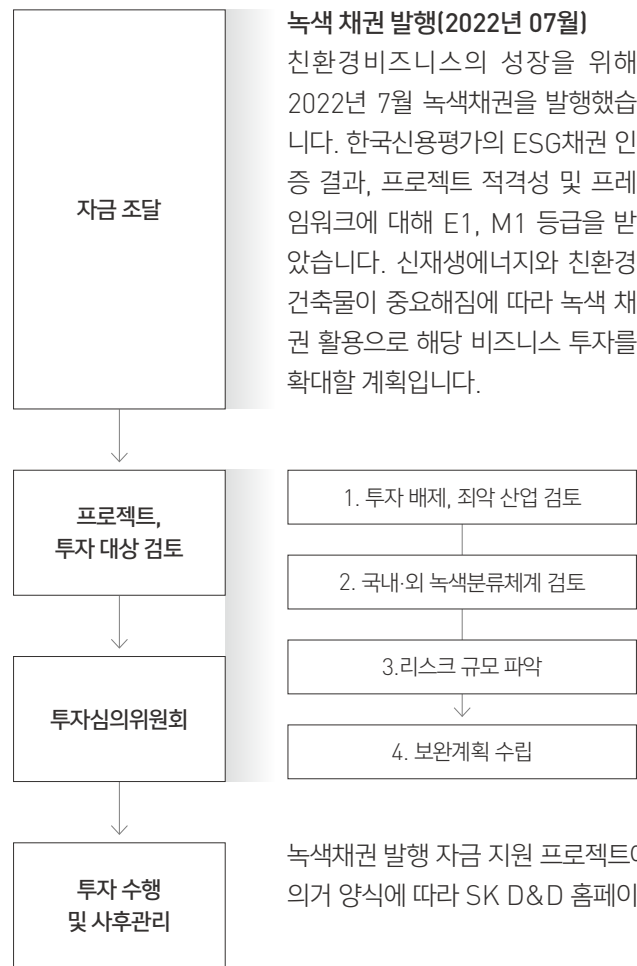 녹색 채권 발행(2022년 07월)
친환경비즈니스의 성장을 위해
2022년 7월 녹색채권을 발행했습
니다. 한국신용평가의 ESG채권 인
증 결과, 프로젝트 적격성 및 프레
임워크에 대해 E1, M1 등급을 받
았습니다. 신재생에너지와 친환경
건축물이 중요해짐에 따라 녹색 채
권 활용으로 해당 비즈니스 투자를
확대할 계획입니다.
자금 조달
프로젝트,
투자 대상 검토
1. 투자 배제, 죄악 산업 검토
2. 국내·외 녹색분류체계 검토
3.리스크 규모 파악
4. 보완계획 수립
투자심의위원회
투자 수행
및 사후관리
녹색채권 발행 자금 지원 프로젝트
의거 양식에 따라 SK D&D 홈페이